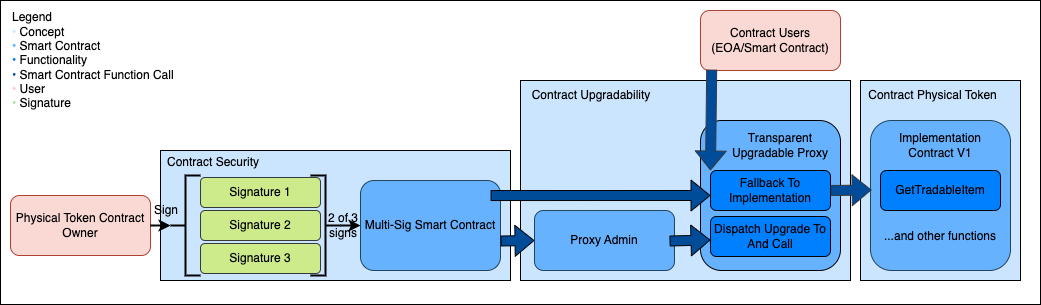 Legend
Concept
Smart Contract
Functionality
Smart Contract Function Call
User
Signature
Contract Users
(EOA/Smart Contract)
Contract Upgradability
Contract Physical Token
Transparent
Upgradable Proxy
Implementation
Contract V1
Contract Security
Physical Token Contract
Owner
Sign
Signature 1
Signature 2
Signature 3
2 of 3
signs
Multi-Sig Smart Contract
Proxy Admin
Fallback To
Implementation
Dispatch Upgrade To
And Call
GetTradableItem
...and other functions